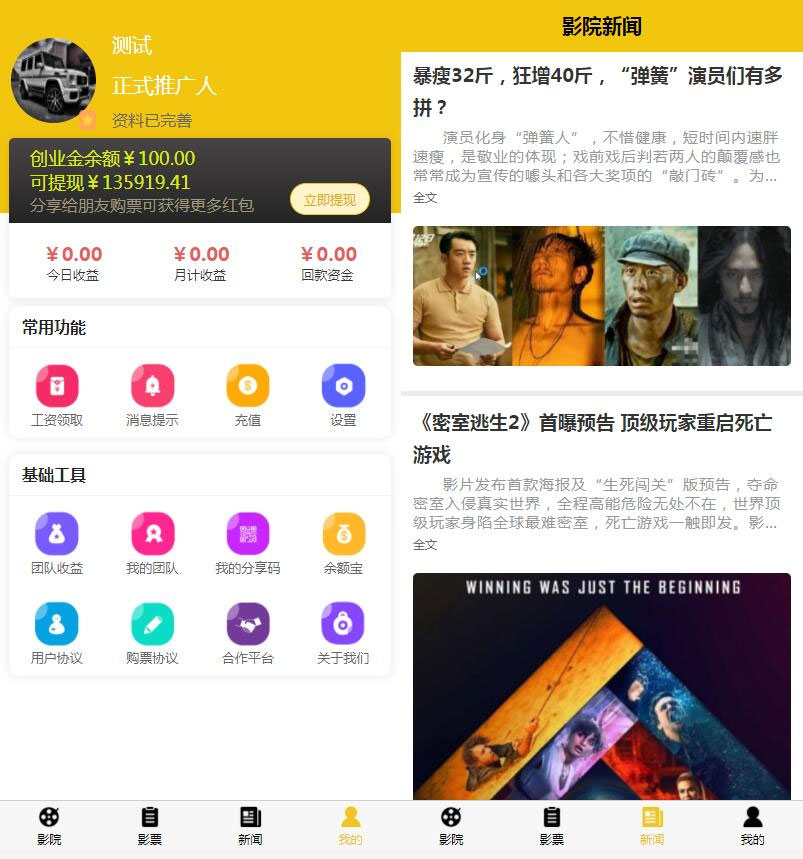 测试
正式推广人
资料已完善
创业金余额￥100.00
可提现￥135919.41
分享给朋友购票可获得更多红包
立即提现
￥0.00 ￥0.00 ￥0.00
今日收益 月计收益 回款资金
常用功能
工资领取 消息提示 充值 设置
基础工具
团队收益 我的团队 我的分享码 余额宝
用户协议 购票协议 合作平台 关于我们
影院 影票 新闻 我的
影院新闻
暴瘦32斤，狂增40斤，“弹簧”演员们有多
拼？
演员化身“弹簧人”，不惜健康，短时间内速胖
速瘦，是敬业的体现；戏前戏后判若两人的颠覆感也
常常成为宣传的噱头和各大奖项的“敲门砖”。为...
全文
《密室逃生2》首曝预告 顶级玩家重启死亡
游戏
影片发布首款海报及“生死闯关”版预告，夺命
密室入侵真实世界，全程高能危险无处不在，世界顶
级玩家身陷全球最难密室，死亡游戏一触即发。影...
全文
WINNING WAS JUST THE BEGINNING
影院 影票 新闻 我的